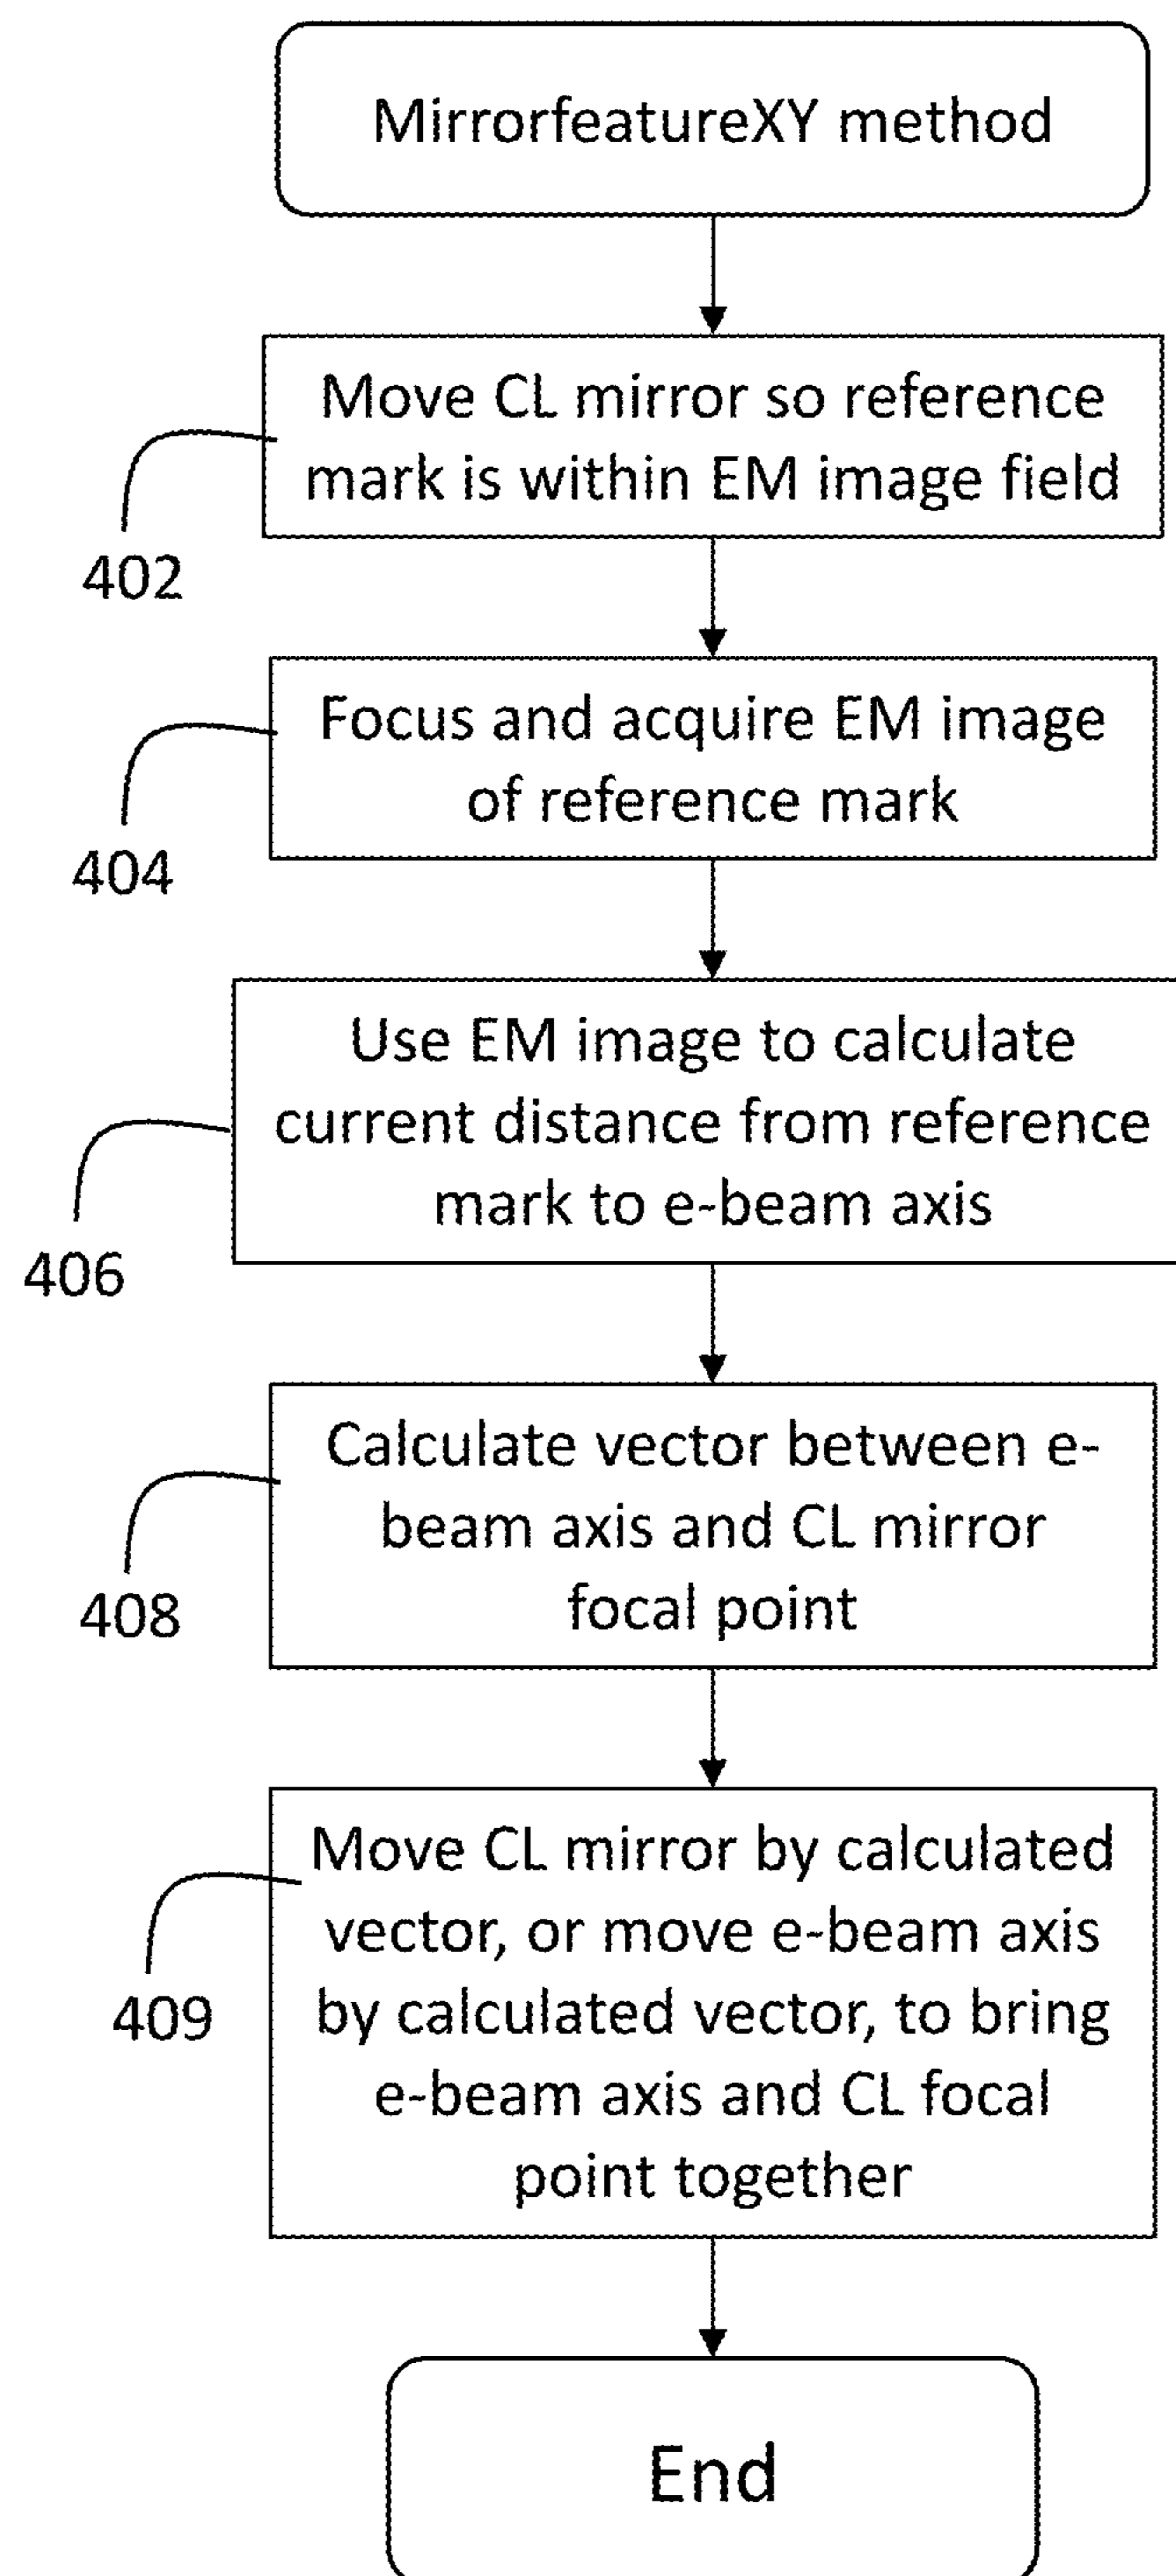 MirrorfeatureXY method
Move CL mirror so reference
mark is within EM image field
402
Focus and acquire EM image
of reference mark
404
Use EM image to calculate
current distance from reference
mark to e-beam axis
406
Calculate vector between e-
beam axis and CL mirror
focal point
408
Move CL mirror by calculated
vector, or move e-beam axis
by calculated vector, to bring
e-beam axis and CL focal
point together
409
End